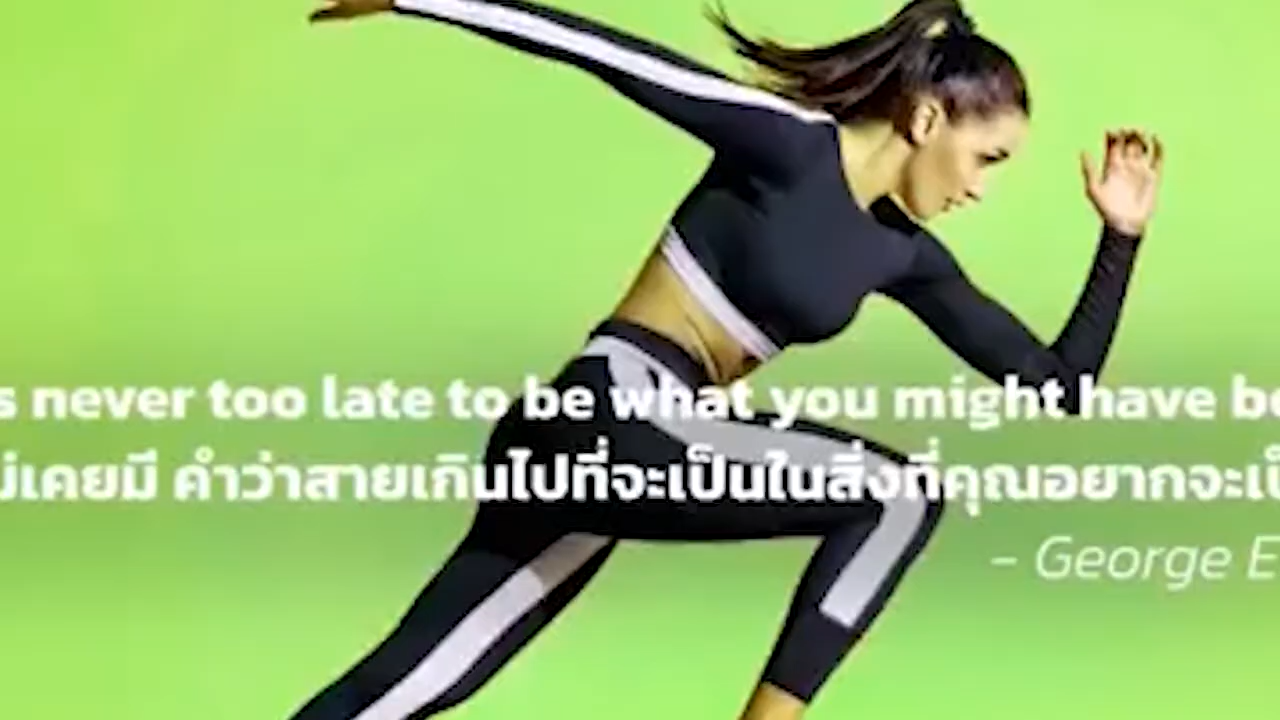 s never too late to be what you might have be
ม่เคยมี คำว่าสายเกินไปที่จะเป็นในสิ่งที่คุณอยากจะเป็
- George E